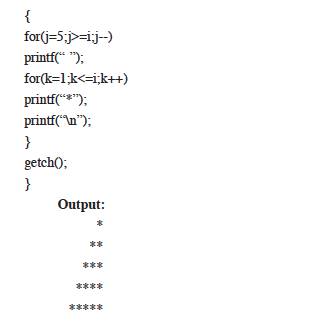 {
for(j=5;j>=i;j--)
printf(“ ”);
for(k=1;k<=i;k++)
printf(“*”);
printf(“\n”);
}
getch();
}
Output:
*
**
***
****
*****